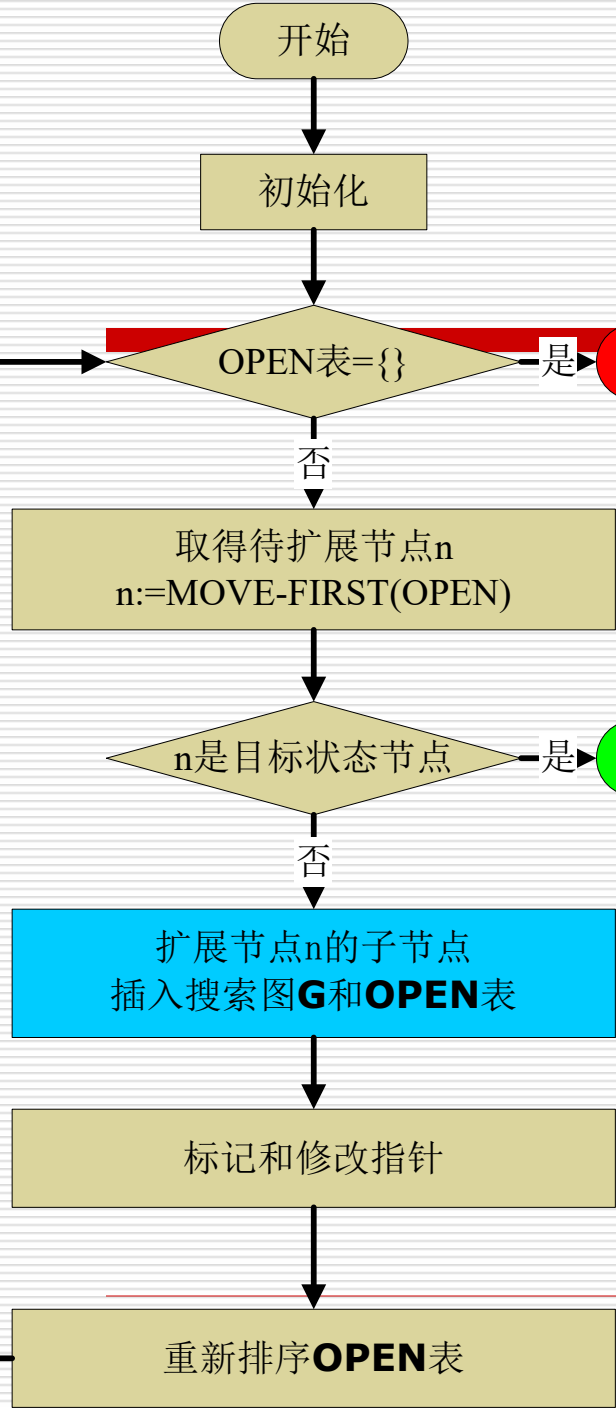 开始
初始化
OPEN表={}
是
否
取得待扩展节点n
n:=MOVE-FIRST(OPEN)
n是目标状态节点
是
否
扩展节点n的子节点
插入搜索图G和OPEN表
标记和修改指针
重新排序OPEN表